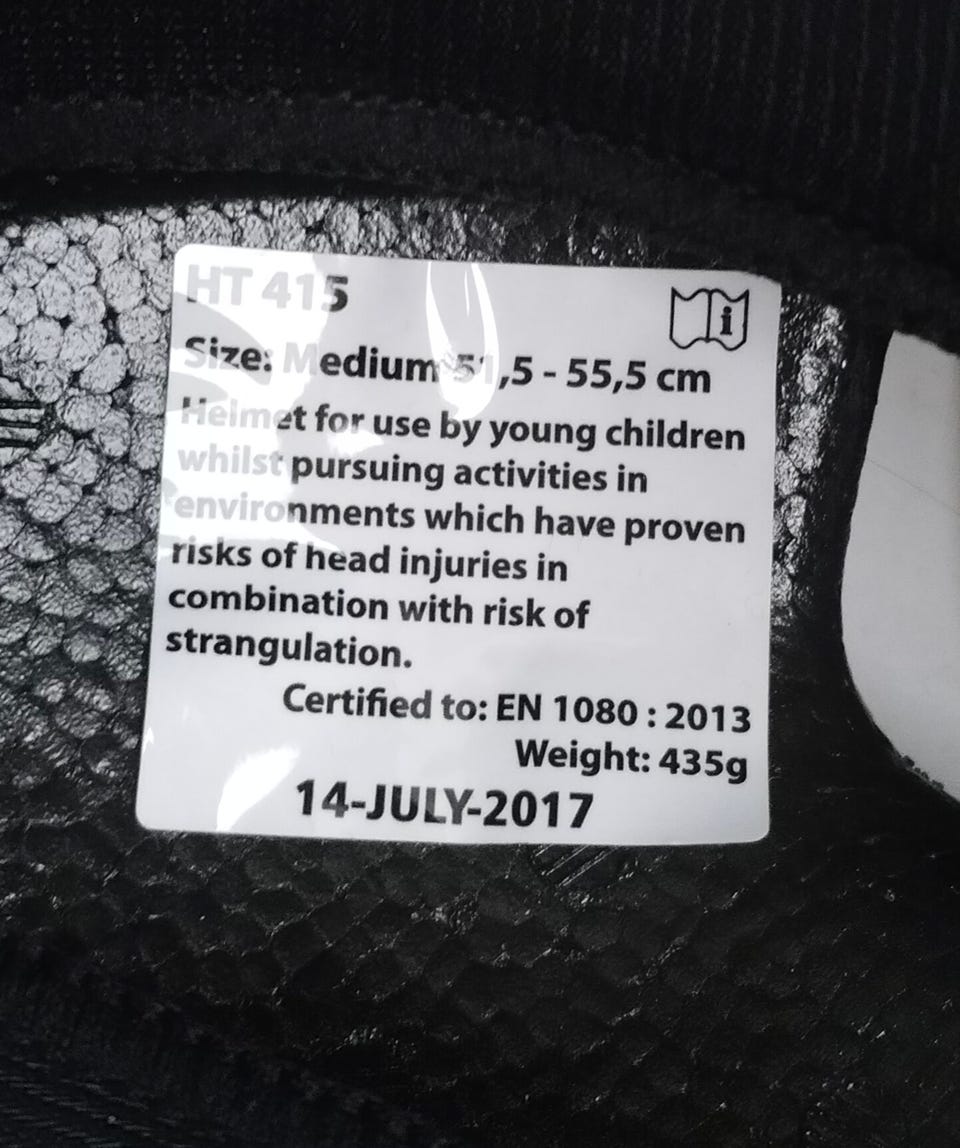 HT 415
Size: Medium 51,5 - 55,5 cm
Helmet for use by young children
whilst pursuing activities in
environments which have proven
risks of head injuries in
combination with risk of
strangulation.
Certified to: EN 1080 : 2013
Weight: 435g
14-JULY-2017